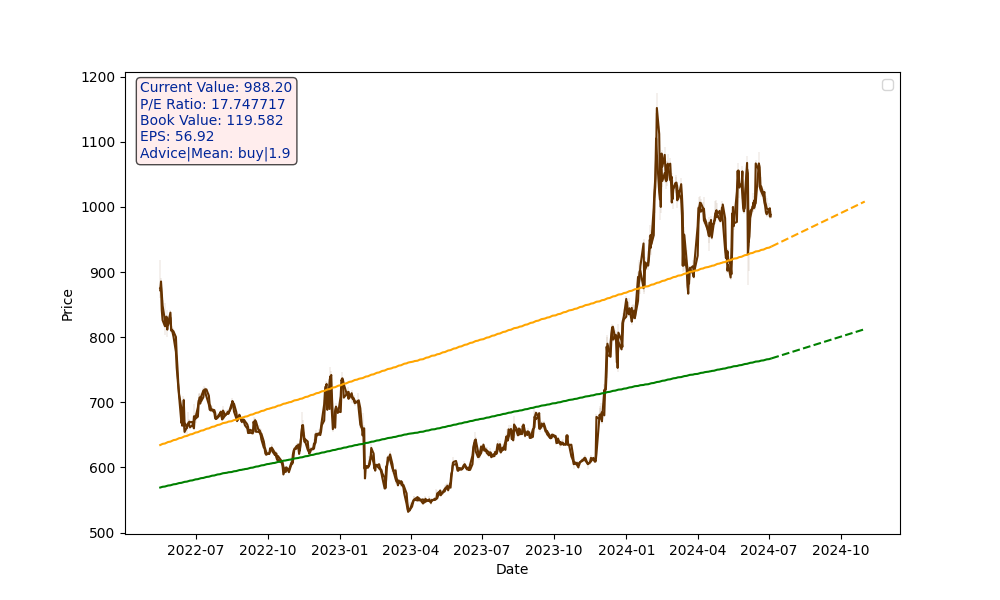 1200
1100
1000
900
800
700
600
500
Price
Current Value: 988.20
P/E Ratio: 17.747717
Book Value: 119.582
EPS: 56.92
Advice|Mean: buy|1.9
2022-07 2022-10 2023-01 2023-04 2023-07 2023-10 2024-01 2024-04 2024-07 2024-10
Date